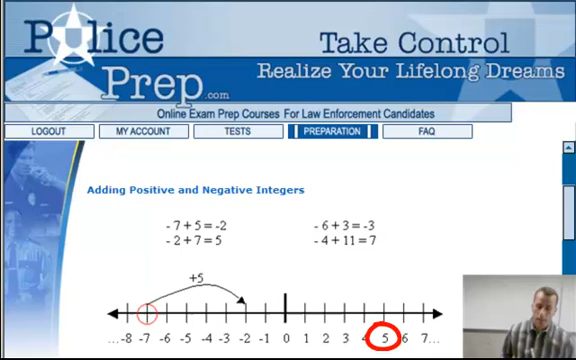 Police
Prep.com
Take Control
Realize Your Lifelong Dreams
Online Exam Prep Courses For Law Enforcement Candidates
LOGOUT MY ACCOUNT TESTS PREPARATION FAQ
Adding Positive and Negative Integers
- 7 + 5 = -2 - 6 + 3 = -3
- 2 + 7 = 5 - 4 + 11 = 7
+5
...-8 -7 -6 -5 -4 -3 -2 -1 0 1 2 3 4 5 6 7...